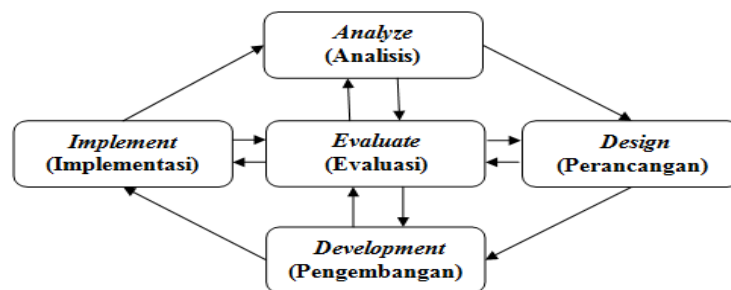 Analyze
(Analisis)
Implement
(Implementasi)
Evaluate
(Evaluasi)
Design
(Perancangan)
Development
(Pengembangan)